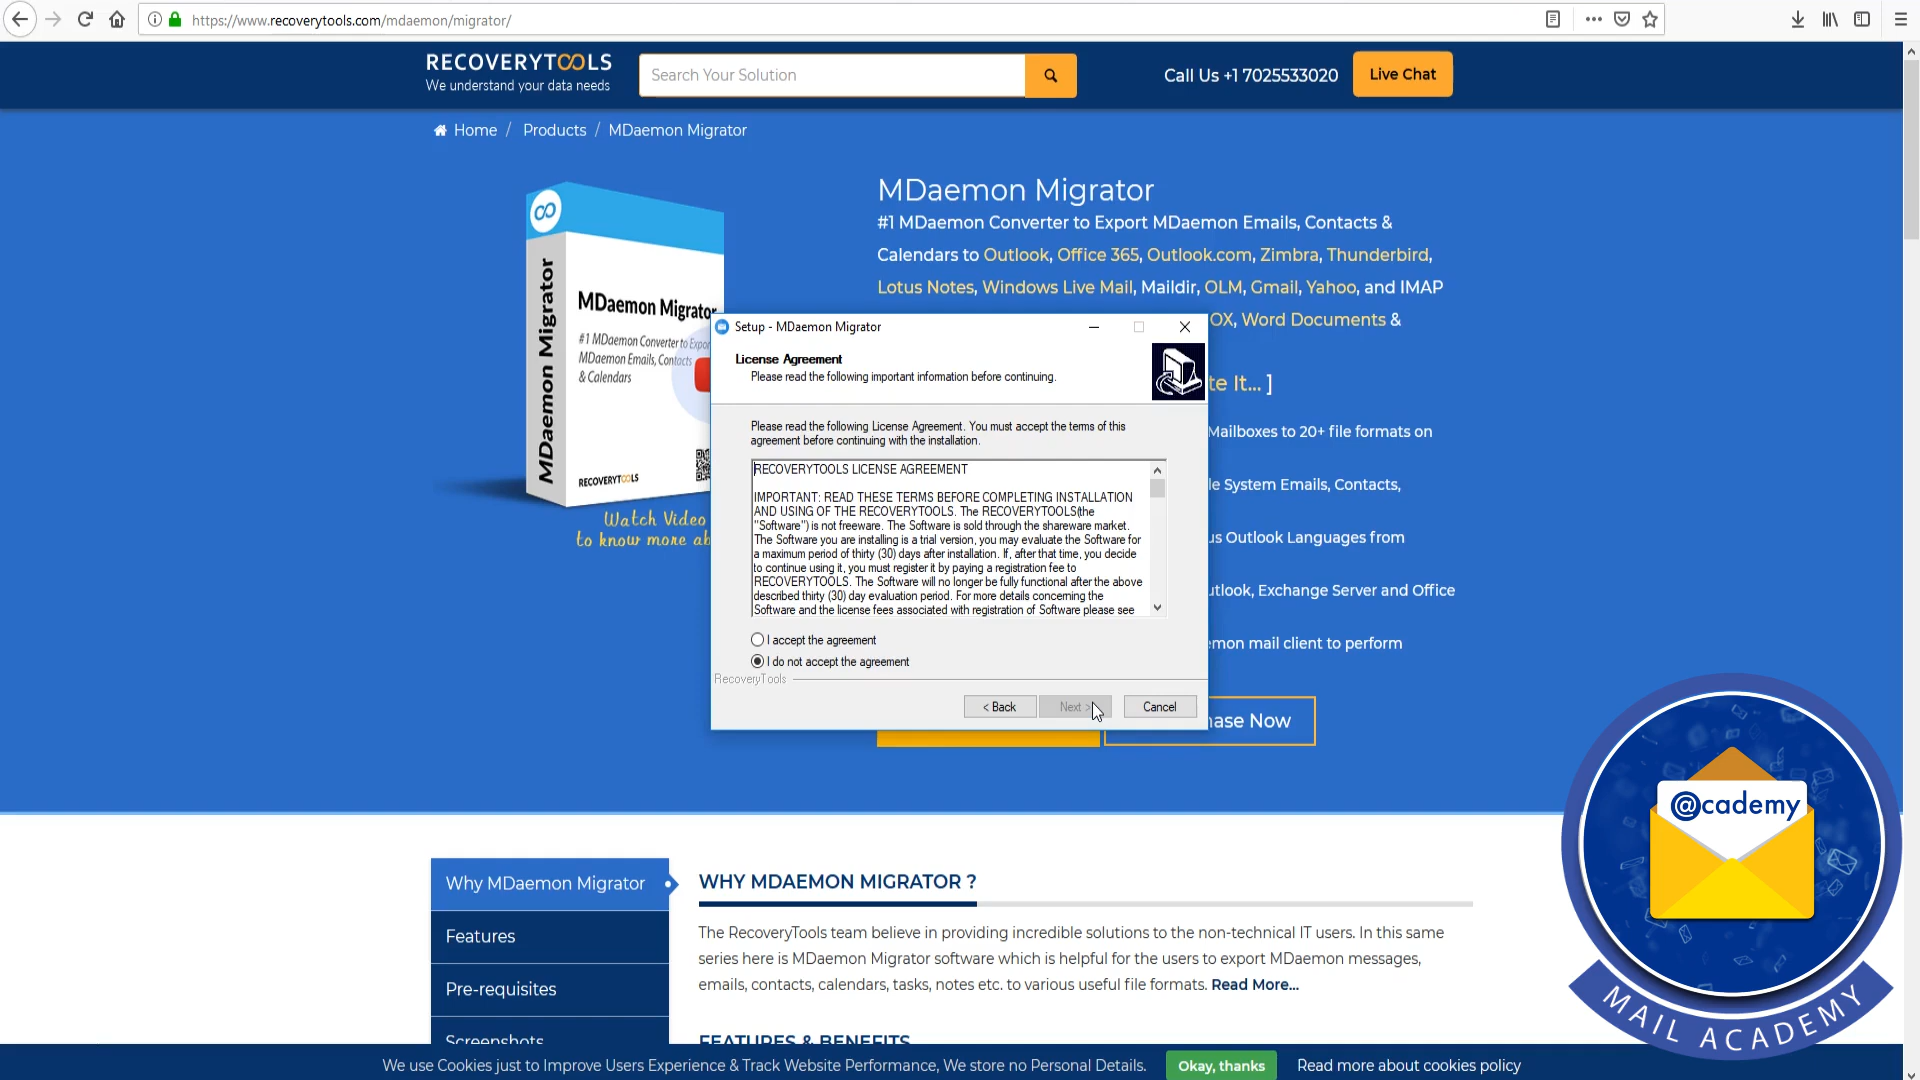 https://www.recoverytools.com/mdaemon/migrator/
RECOVERYTOOLS
We understand your data needs
Search Your Solution
Call Us +1 7025533020
Live Chat
Home / Products / MDaemon Migrator
MDaemon Migrator
#1 MDaemon Converter to Export MDaemon Emails, Contacts &
Calendars to Outlook, Office 365, Outlook.com, Zimbra, Thunderbird,
Lotus Notes, Windows Live Mail, Maildir, OLM, Gmail, Yahoo, and IMAP
OX, Word Documents &
te It... ]
Mailboxes to 20+ file formats on
le System Emails, Contacts,
us Outlook Languages from
utlook, Exchange Server and Office
emon mail client to perform
hase Now
MDaemon Migrator
MDaemon Migrator
#1 MDaemon Converter to Expor
MDaemon Emails, Contacts
& Calendars
RECOVERYTOOLS
Watch Video
to know more ab
Setup - MDaemon Migrator
License Agreement
Please read the following important information before continuing.
Please read the following License Agreement. You must accept the terms of this
agreement before continuing with the installation.
RECOVERYTOOLS LICENSE AGREEMENT
IMPORTANT: READ THESE TERMS BEFORE COMPLETING INSTALLATION
AND USING OF THE RECOVERYTOOLS. The RECOVERYTOOLS(the
"Software") is not freeware. The Software is sold through the shareware market.
The Software you are installing is a trial version, you may evaluate the Software for
a maximum period of thirty (30) days after installation. If, after that time, you decide
to continue using it, you must register it by paying a registration fee to
RECOVERYTOOLS. The Software will no longer be fully functional after the above
described thirty (30) day evaluation period. For more details concerning the
Software and the license fees associated with registration of Software please see
I accept the agreement
I do not accept the agreement
RecoveryTools
< Back
Next >
Cancel
Why MDaemon Migrator
Features
Pre-requisites
Screenshots
WHY MDAEMON MIGRATOR ?
The RecoveryTools team believe in providing incredible solutions to the non-technical IT users. In this same
series here is MDaemon Migrator software which is helpful for the users to export MDaemon messages,
emails, contacts, calendars, tasks, notes etc. to various useful file formats. Read More...
FEATURES & BENEFITS
@cademy
MAIL ACADEMY
We use Cookies just to Improve Users Experience & Track Website Performance, We store no Personal Details.
Okay, thanks
Read more about cookies policy